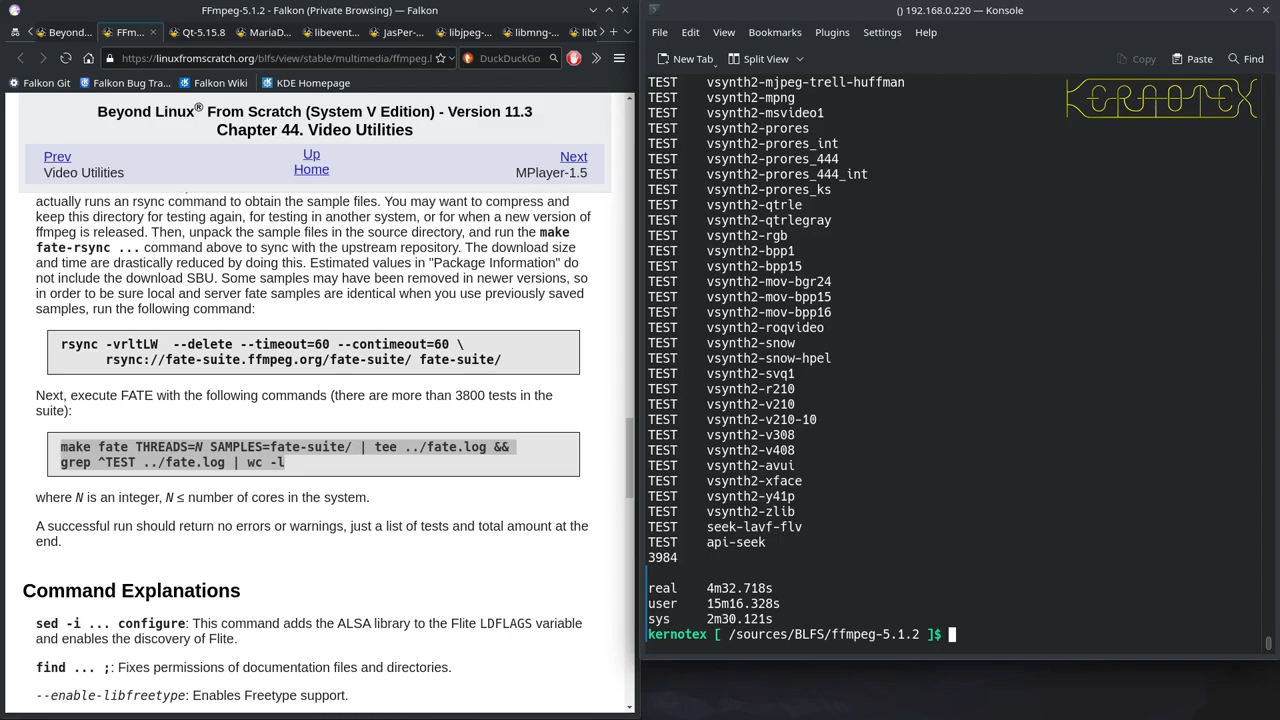 FFmpeg-5.1.2 - Falkon (Private Browsing) — Falkon
Beyond...
FFm...
Qt-5.15.8
MariaD...
libevent...
JasPer-...
libjpeg-...
libmng-...
libt
https://linuxfromscratch.org/blfs/view/stable/multimedia/ffmpeg.l
DuckDuckGo
Falkon Git
Falkon Bug Tra...
Falkon Wiki
KDE Homepage
Beyond Linux® From Scratch (System V Edition) - Version 11.3
Chapter 44. Video Utilities
Prev
Up
Next
Video Utilities
Home
MPlayer-1.5
actually runs an rsync command to obtain the sample files. You may want to compress and
keep this directory for testing again, for testing in another system, or for when a new version of
ffmpeg is released. Then, unpack the sample files in the source directory, and run the make
fate-rsync ... command above to sync with the upstream repository. The download size
and time are drastically reduced by doing this. Estimated values in "Package Information" do
not include the download SBU. Some samples may have been removed in newer versions, so
in order to be sure local and server fate samples are identical when you use previously saved
samples, run the following command:
rsync -vrltLW  --delete --timeout=60 --contimeout=60 \
rsync://fate-suite.ffmpeg.org/fate-suite/ fate-suite/
Next, execute FATE with the following commands (there are more than 3800 tests in the
suite):
make fate THREADS=N SAMPLES=fate-suite/ | tee ../fate.log &&
grep ^TEST ../fate.log | wc -l
where N is an integer, N ≤ number of cores in the system.
A successful run should return no errors or warnings, just a list of tests and total amount at the
end.
Command Explanations
sed -i ... configure: This command adds the ALSA library to the Flite LDFLAGS variable
and enables the discovery of Flite.
find ... ;: Fixes permissions of documentation files and directories.
--enable-libfreetype: Enables Freetype support.
() 192.168.0.220 — Konsole
File Edit View Bookmarks Plugins Settings Help
New Tab
Split View
Copy
Paste
Find
KERNOTEX
TEST    vsynth2-mjpeg-trell-huffman
TEST    vsynth2-mpng
TEST    vsynth2-msvideo1
TEST    vsynth2-prores
TEST    vsynth2-prores_int
TEST    vsynth2-prores_444
TEST    vsynth2-prores_444_int
TEST    vsynth2-prores_ks
TEST    vsynth2-qtrle
TEST    vsynth2-qtrlegray
TEST    vsynth2-rgb
TEST    vsynth2-bpp1
TEST    vsynth2-bpp15
TEST    vsynth2-mov-bgr24
TEST    vsynth2-mov-bpp15
TEST    vsynth2-mov-bpp16
TEST    vsynth2-roqvideo
TEST    vsynth2-snow
TEST    vsynth2-snow-hpel
TEST    vsynth2-svq1
TEST    vsynth2-r210
TEST    vsynth2-v210
TEST    vsynth2-v210-10
TEST    vsynth2-v308
TEST    vsynth2-v408
TEST    vsynth2-avui
TEST    vsynth2-xface
TEST    vsynth2-y41p
TEST    vsynth2-zlib
TEST    seek-lavf-flv
TEST    api-seek
3984
real    4m32.718s
user    15m16.328s
sys     2m30.121s
kernotex [ /sources/BLFS/ffmpeg-5.1.2 ]$